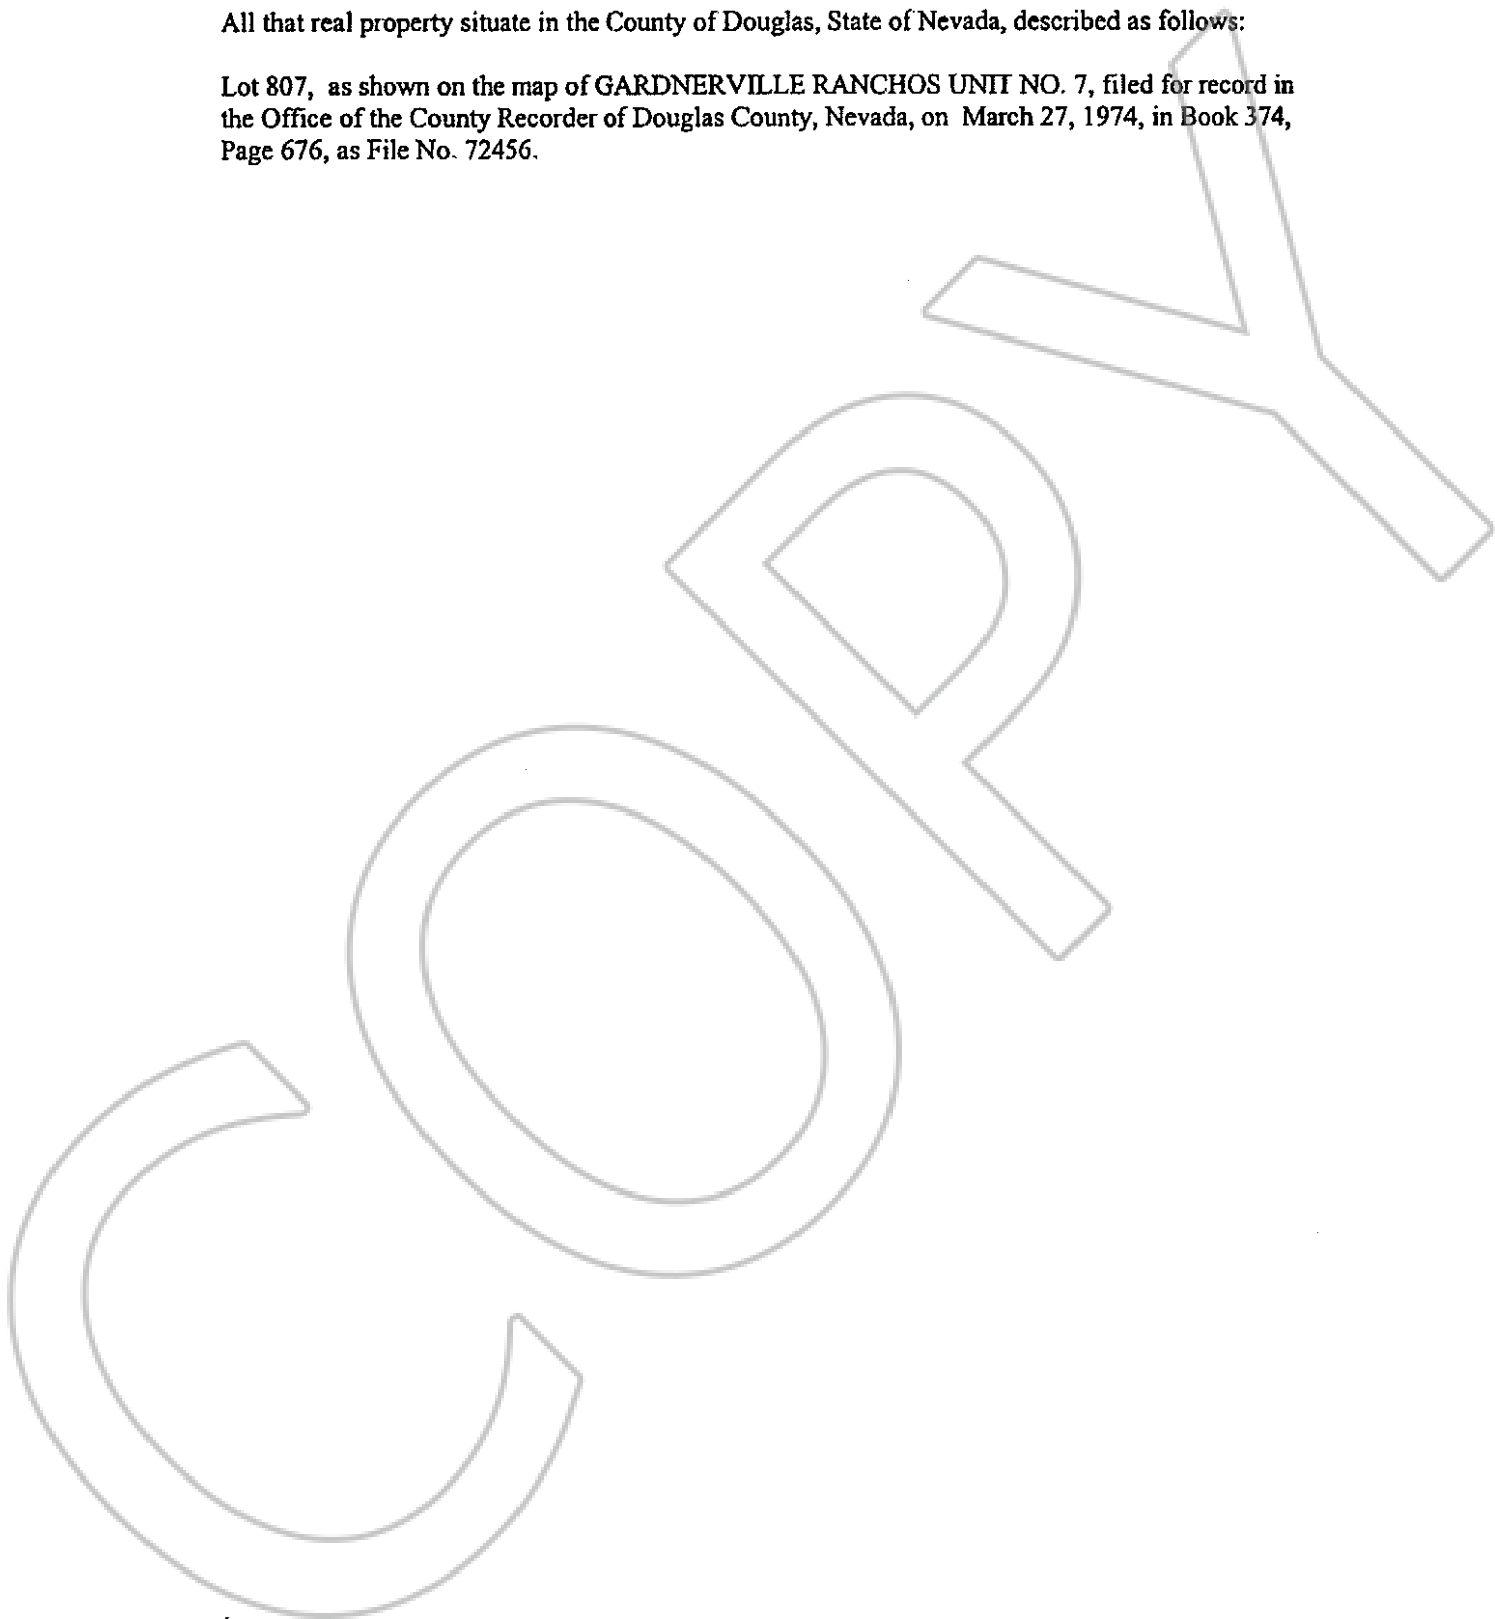 All that real property situate in the County of Douglas, State of Nevada, described as follows:
Lot 807, as shown on the map of GARDNERVILLE RANCHOS UNIT NO. 7, filed for record in
the Office of the County Recorder of Douglas County, Nevada, on March 27, 1974, in Book 374,
Page 676, as File No. 72456.
COPY